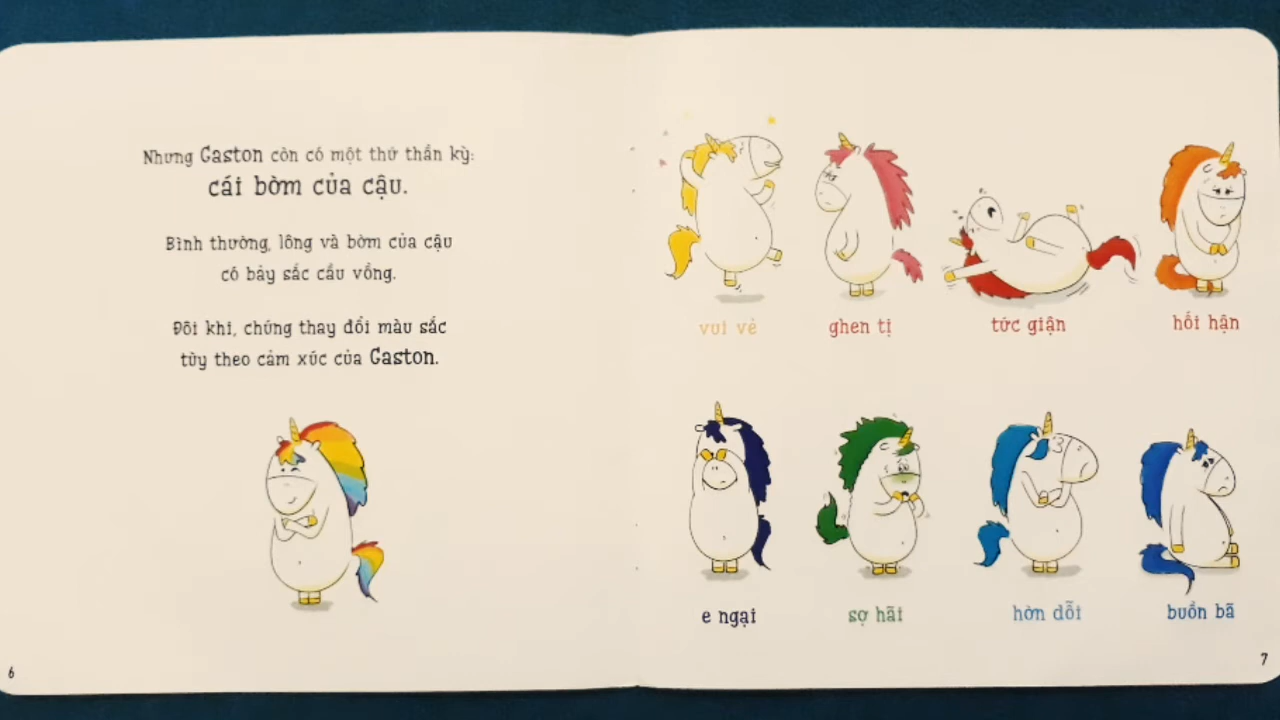 Nhưng Gaston còn có một thứ thần kỳ:
cái bờm của cậu.
Bình thường, lông và bờm của cậu
có bảy sắc cầu vồng.
Đôi khi, chúng thay đổi màu sắc
tùy theo cảm xúc của Gaston.
6
vui vẻ
ghen tị
tức giận
hối hận
e ngại
sợ hãi
hờn dỗi
buồn bã
7